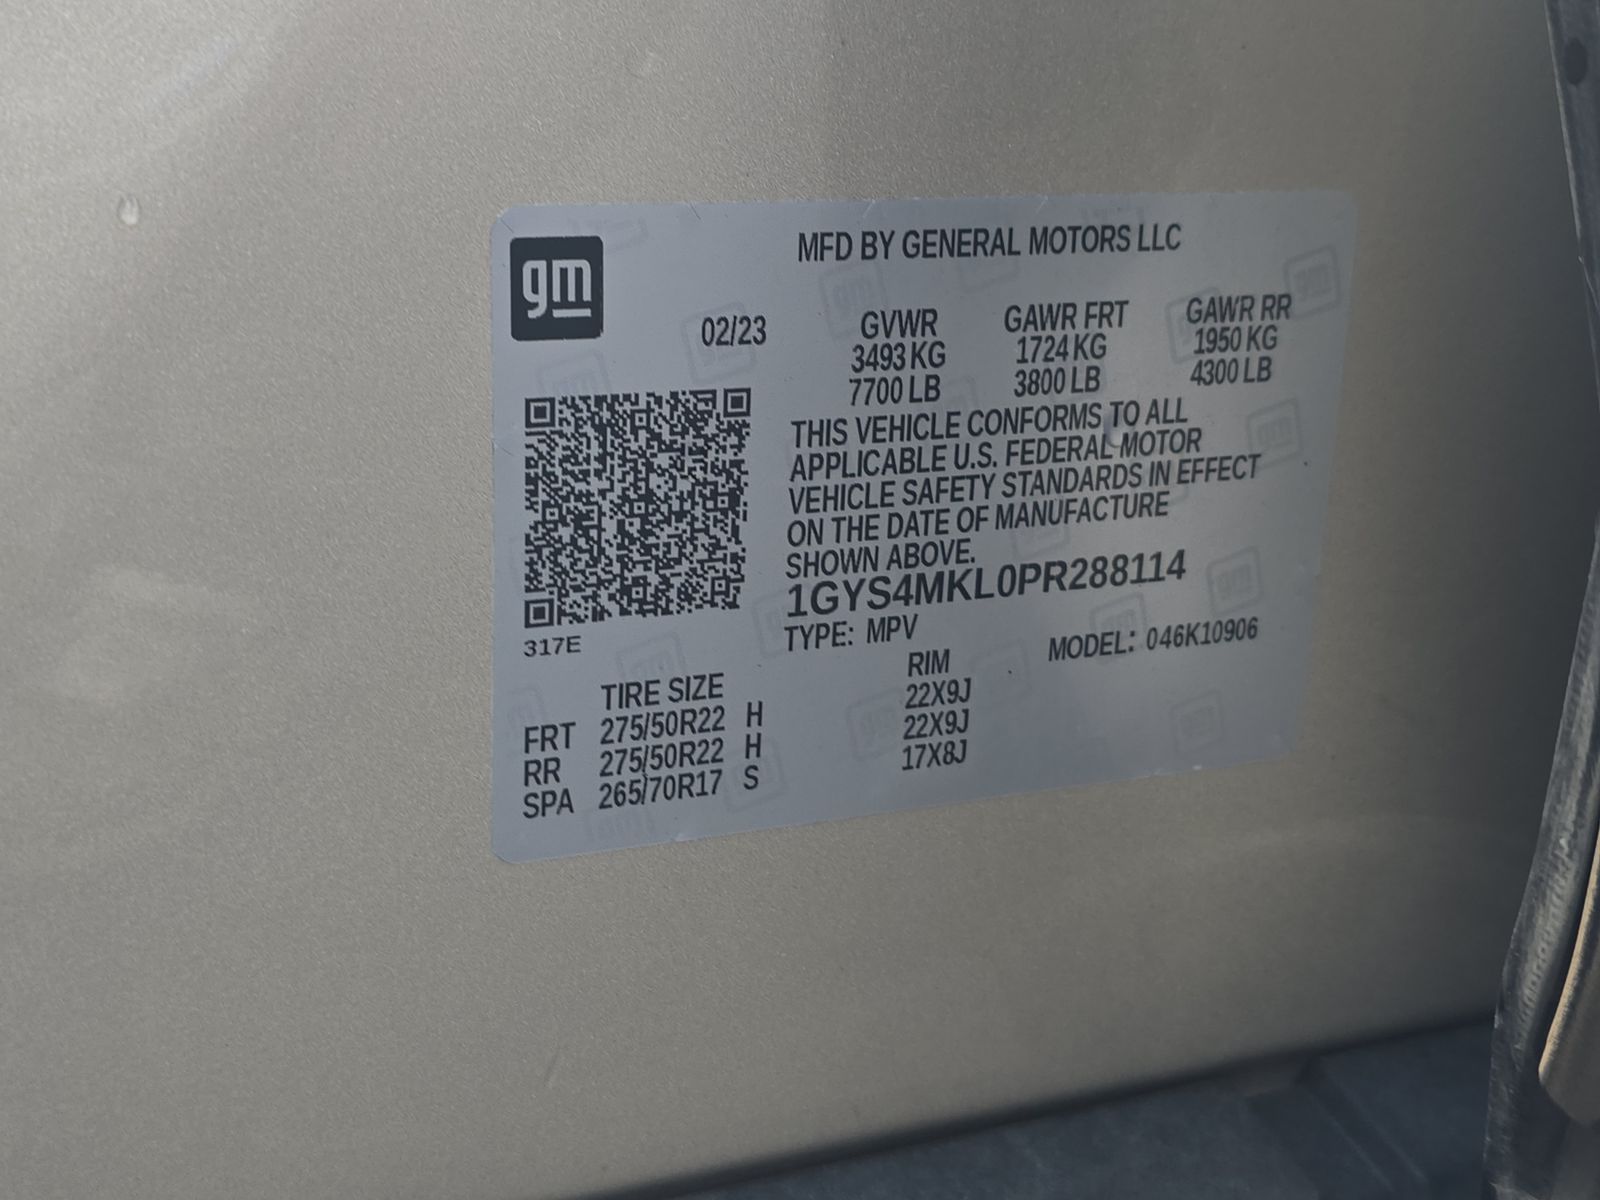 gm
MFD BY GENERAL MOTORS LLC
02/23 GVWR GAWR FRT GAWR RR
3493 KG 1724 KG 1950 KG
7700 LB 3800 LB 4300 LB
THIS VEHICLE CONFORMS TO ALL
APPLICABLE U.S. FEDERAL MOTOR
VEHICLE SAFETY STANDARDS IN EFFECT
ON THE DATE OF MANUFACTURE
SHOWN ABOVE.
1GYS4MKL0PR288114
317E
TYPE: MPV MODEL: 046K10906
TIRE SIZE RIM
FRT 275/50R22 H 22X9J
RR 275/50R22 H 22X9J
SPA 265/70R17 S 17X8J